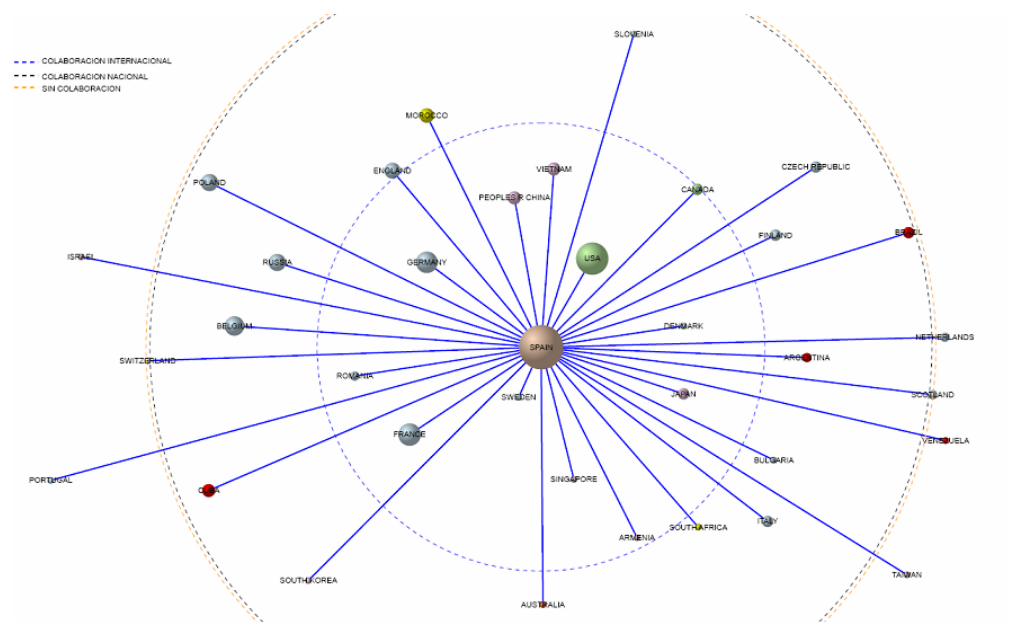 SLOVENIA
COLABORACION INTERNACIONAL
COLABORACION NACIONAL
SIN COLABORACION
MOROCCO
ENGLAND
VIETNAM
CZECH REPUBLIC
POLAND
PEOPLES R CHINA
CANADA
BRAZIL
FINLAND
ISRAEL
RUSSIA
GERMANY
USA
BELGIUM
DENMARK
NETHERLANDS
SPAIN
SWITZERLAND
ARGENTINA
ROMANIA
SWEDEN
JAPAN
SCOTLAND
FRANCE
VENEZUELA
BULGARIA
PORTUGAL
CUBA
SINGAPORE
SOUTH AFRICA
ITALY
ARMENIA
SOUTH KOREA
TAIWAN
AUSTRALIA